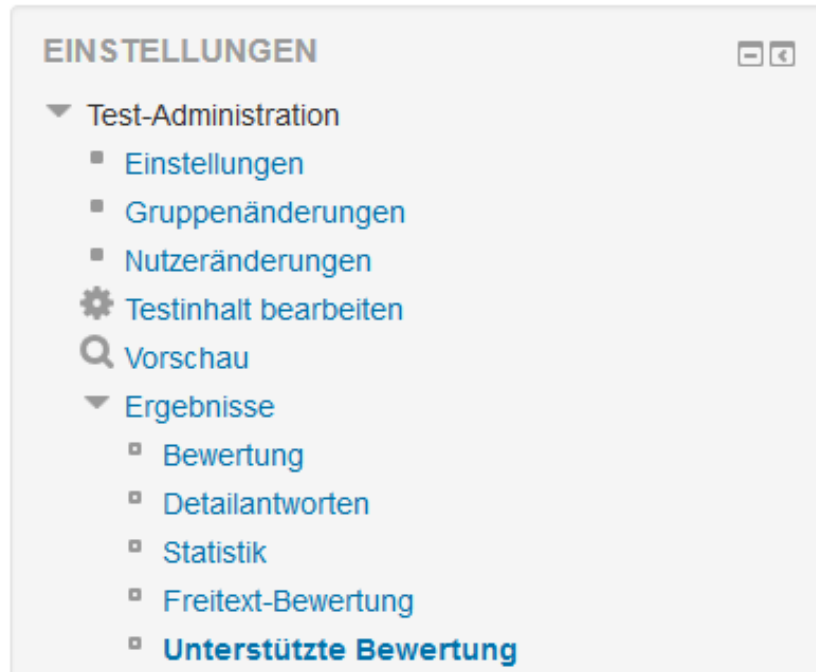 EINSTELLUNGEN
Test-Administration
Einstellungen
Gruppenänderungen
Nutzeränderungen
Testinhalt bearbeiten
Vorschau
Ergebnisse
Bewertung
Detailantworten
Statistik
Freitext-Bewertung
Unterstützte Bewertung